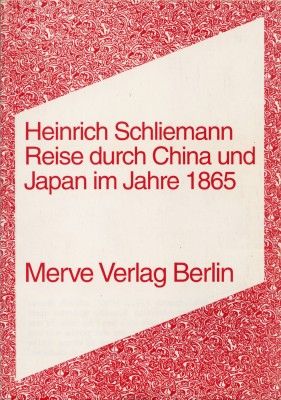 Heinrich Schliemann
Reise durch China und
Japan im Jahre 1865
Merve Verlag Berlin